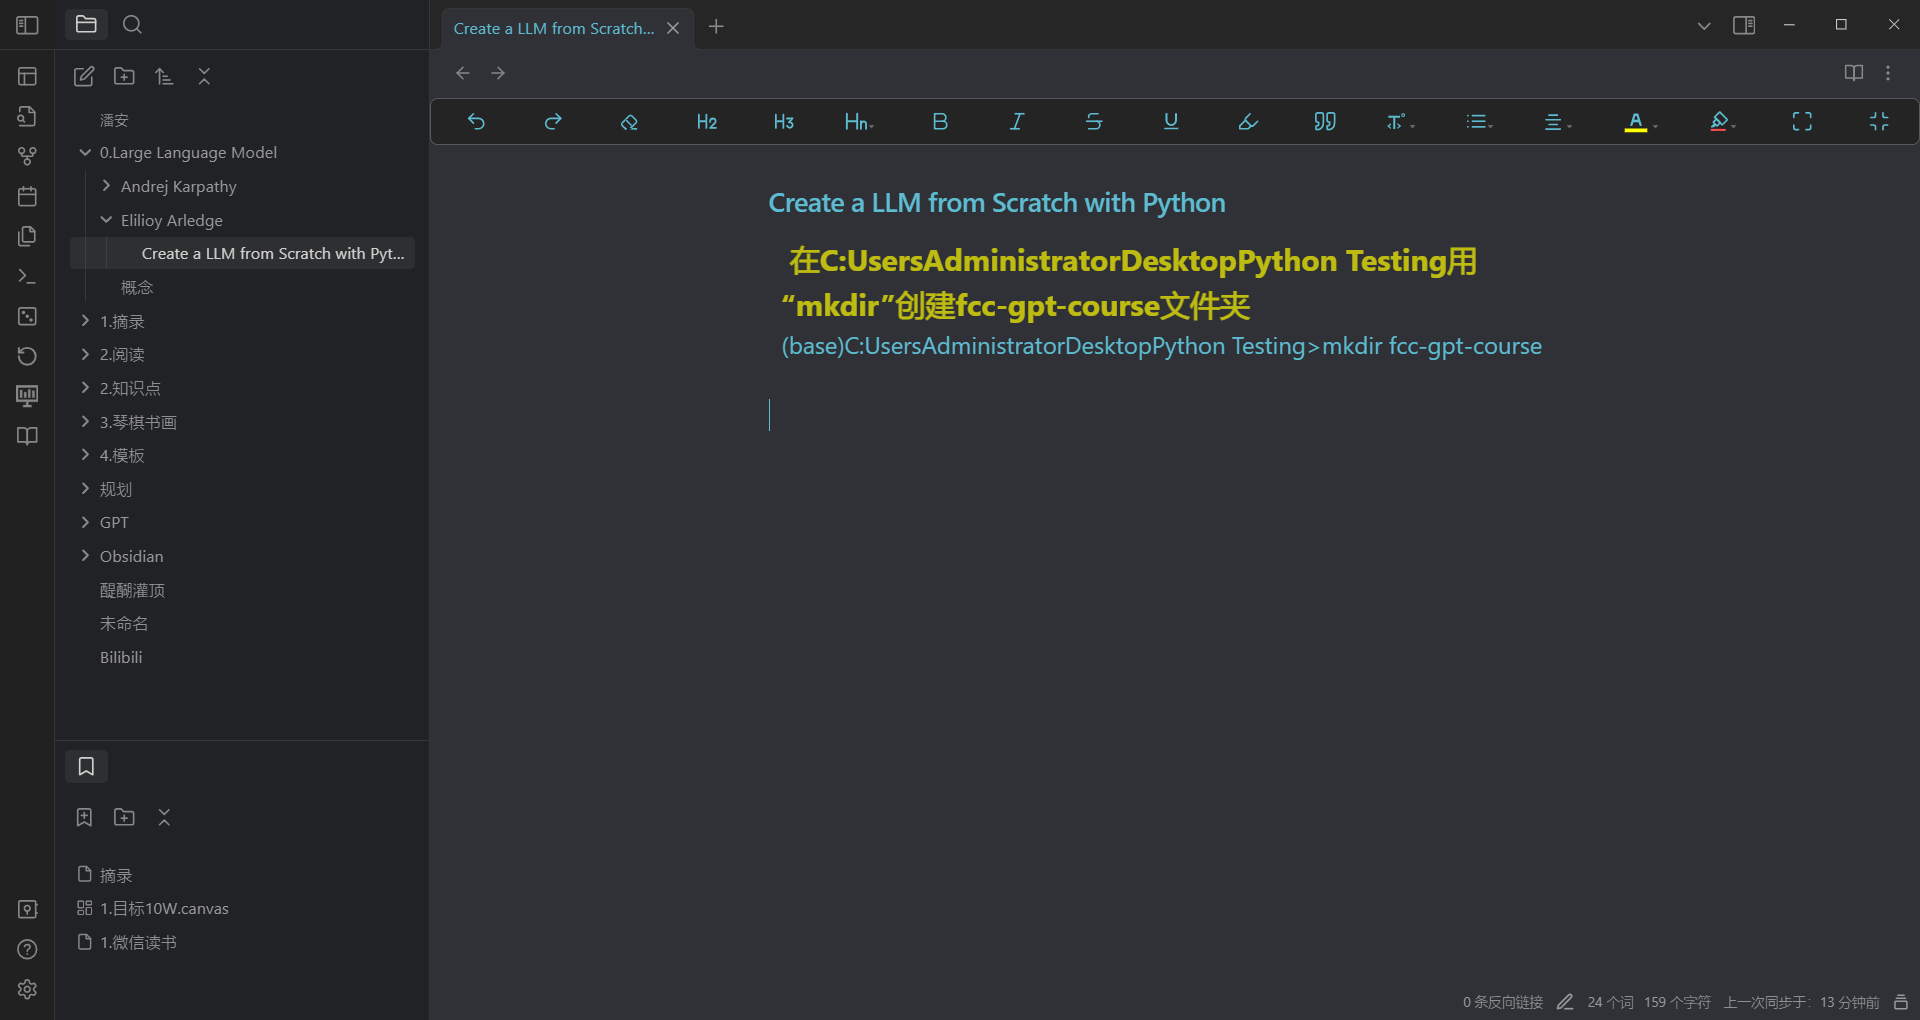 Create a LLM from Scratch...
潘安
0.Large Language Model
Andrej Karpathy
Elilioy Arledge
Create a LLM from Scratch with Pyt...
概念
1.摘录
2.阅读
2.知识点
3.琴棋书画
4.模板
规划
GPT
Obsidian
醍醐灌顶
未命名
Bilibili
摘录
1.目标10W.canvas
1.微信读书
H2
H3
Hn
B
I
S
U
T
A
Create a LLM from Scratch with Python
在C:UsersAdministratorDesktopPython Testing用
“mkdir”创建fcc-gpt-course文件夹
(base)C:UsersAdministratorDesktopPython Testing>mkdir fcc-gpt-course
0 条反向链接 24 个词 159 个字符 上一次同步于: 13 分钟前